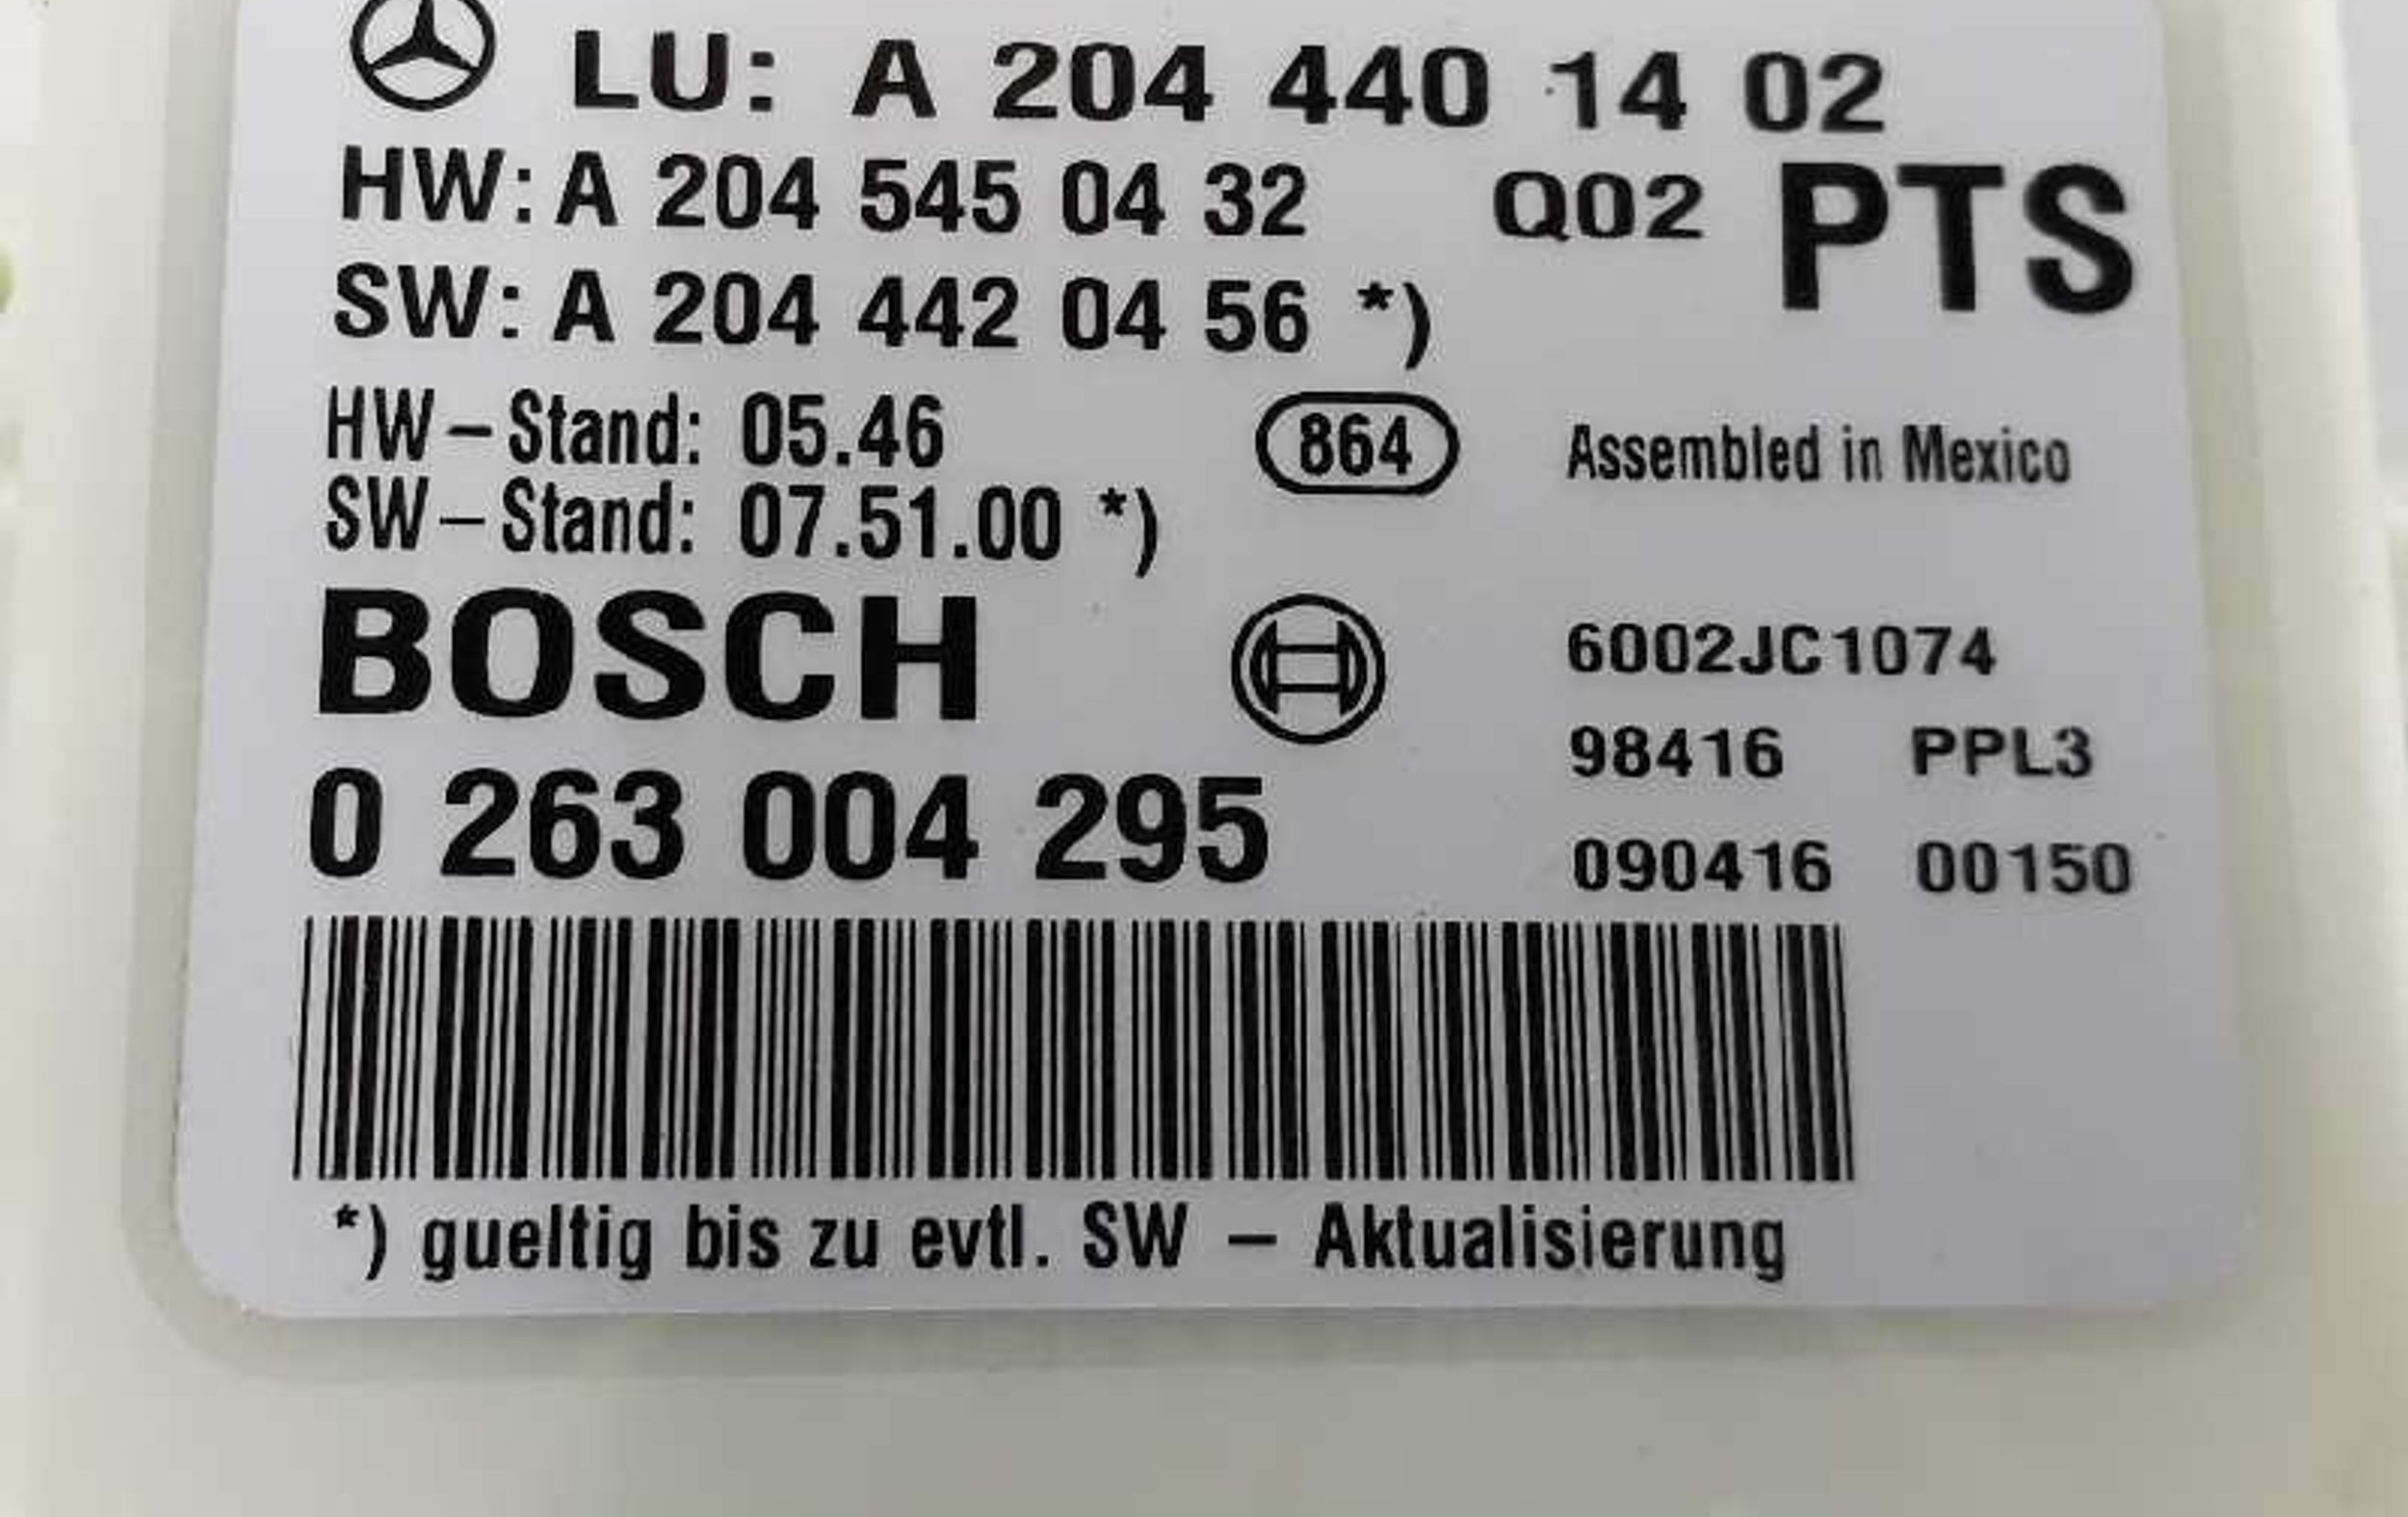 LU: A 204 440 14 02
HW: A 204 545 04 32 Q02 PTS
SW: A 204 442 04 56 *)
HW-Stand: 05.46 864 Assembled in Mexico
SW-Stand: 07.51.00 *)
BOSCH 6002JC1074
98416 PPL3
0 263 004 295 090416 00150
*) gueltig bis zu evtl. SW - Aktualisierung